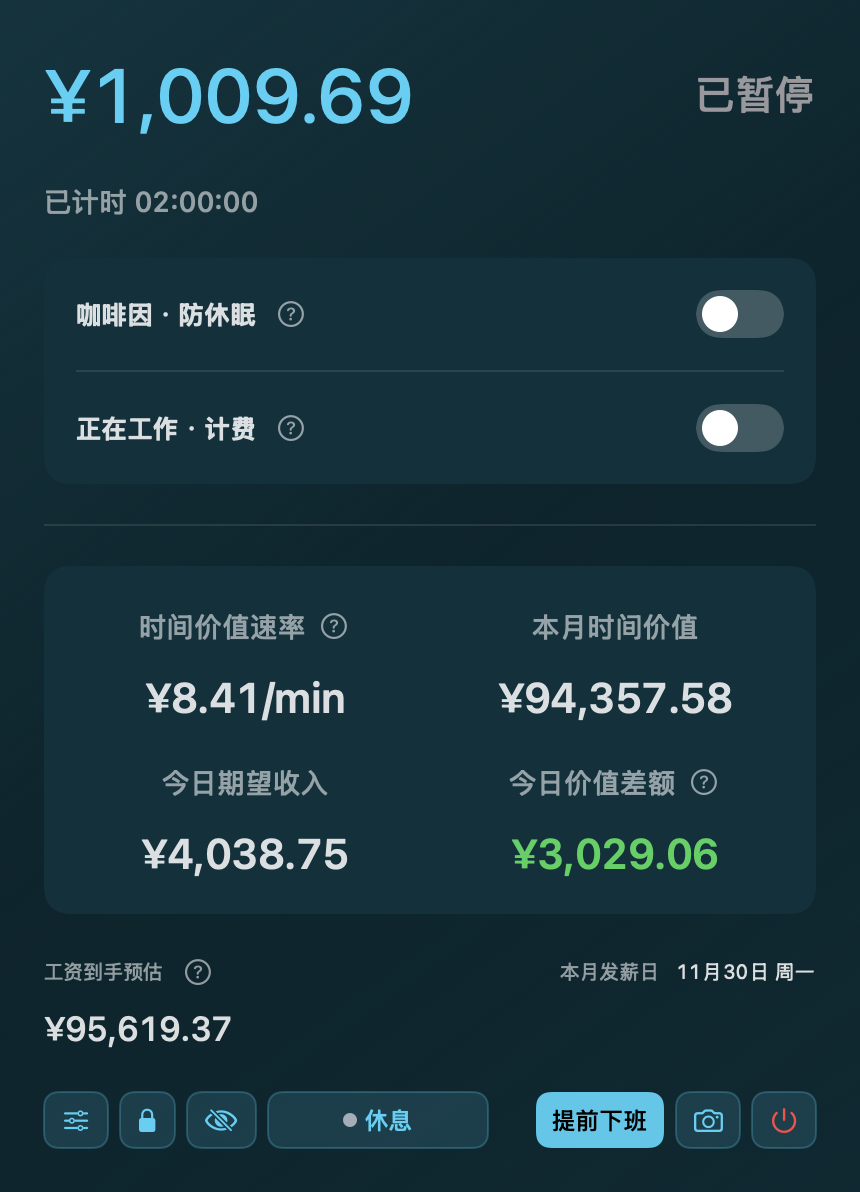 ¥1,009.69 已暂停
已计时 02:00:00
咖啡因 · 防休眠 ?
正在工作 · 计费 ?
时间价值速率 ? 本月时间价值
¥8.41/min ¥94,357.58
今日期望收入 今日价值差额 ?
¥4,038.75 ¥3,029.06
工资到手预估 ? 本月发薪日 11月30日 周一
¥95,619.37
休息 提前下班